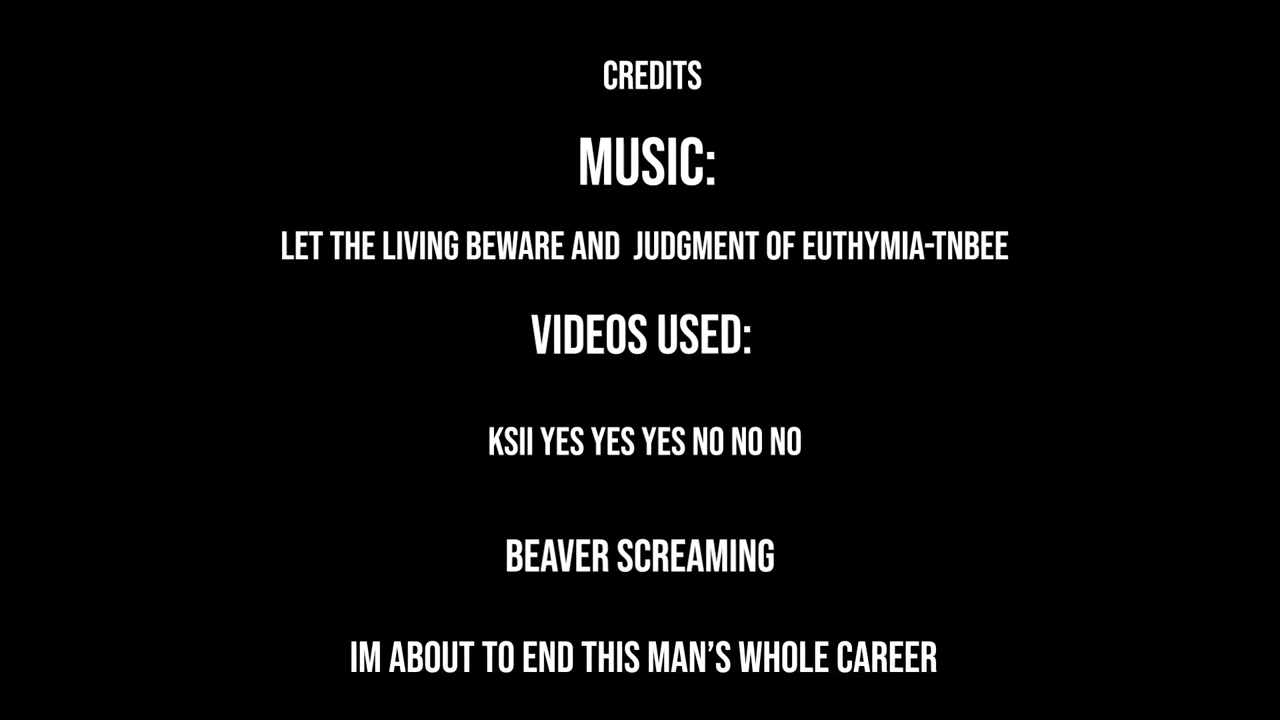 CREDITS
MUSIC:
LET THE LIVING BEWARE AND JUDGMENT OF EUTHYMIA-TNBEE
VIDEOS USED:
KSII YES YES YES NO NO NO
BEAVER SCREAMING
IM ABOUT TO END THIS MAN’S WHOLE CAREER